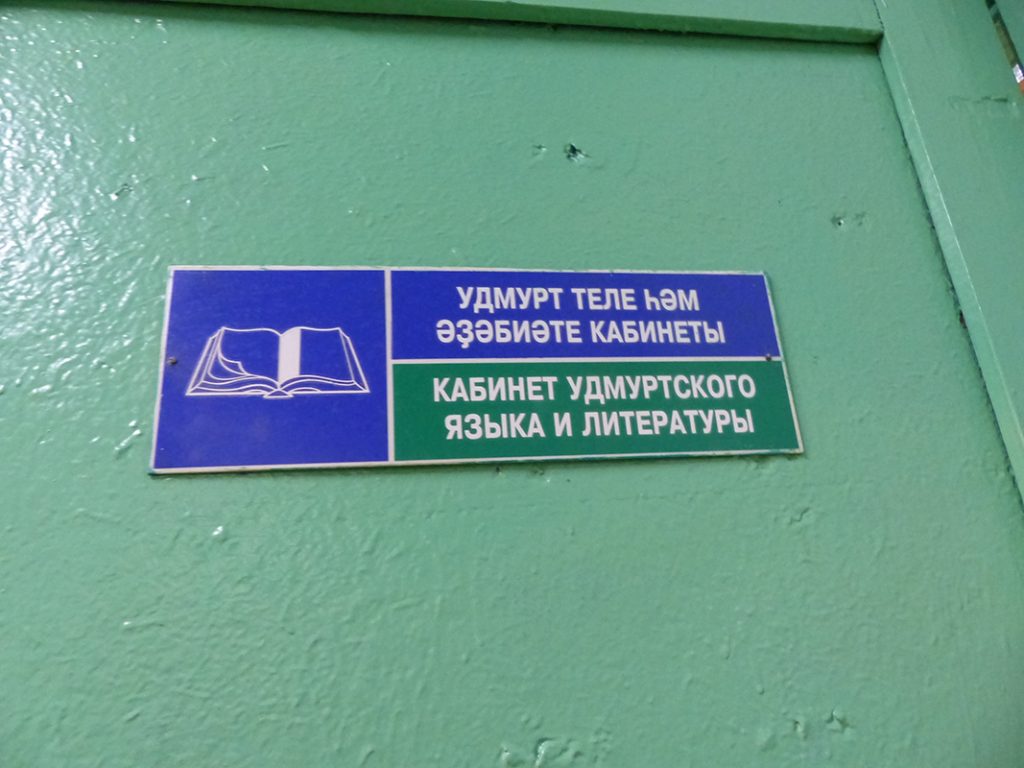 УДМУРТ ТЕЛЕ ҺӘМ
ӘҘӘБИӘТЕ КАБИНЕТЫ
КАБИНЕТ УДМУРТСКОГО
ЯЗЫКА И ЛИТЕРАТУРЫ